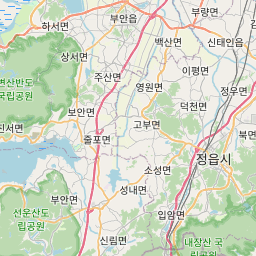 부안읍
부량면
하서면
백산면
신태인읍
상서면
주산면
이평면
변산반도
국립공원
영원면
정우면
덕천면
보안면
고부면
북면
진서면
줄포면
정읍시
소성면
성내면
부안면
선운산도
립공원
입암면
신림면
내장산 국
립공원